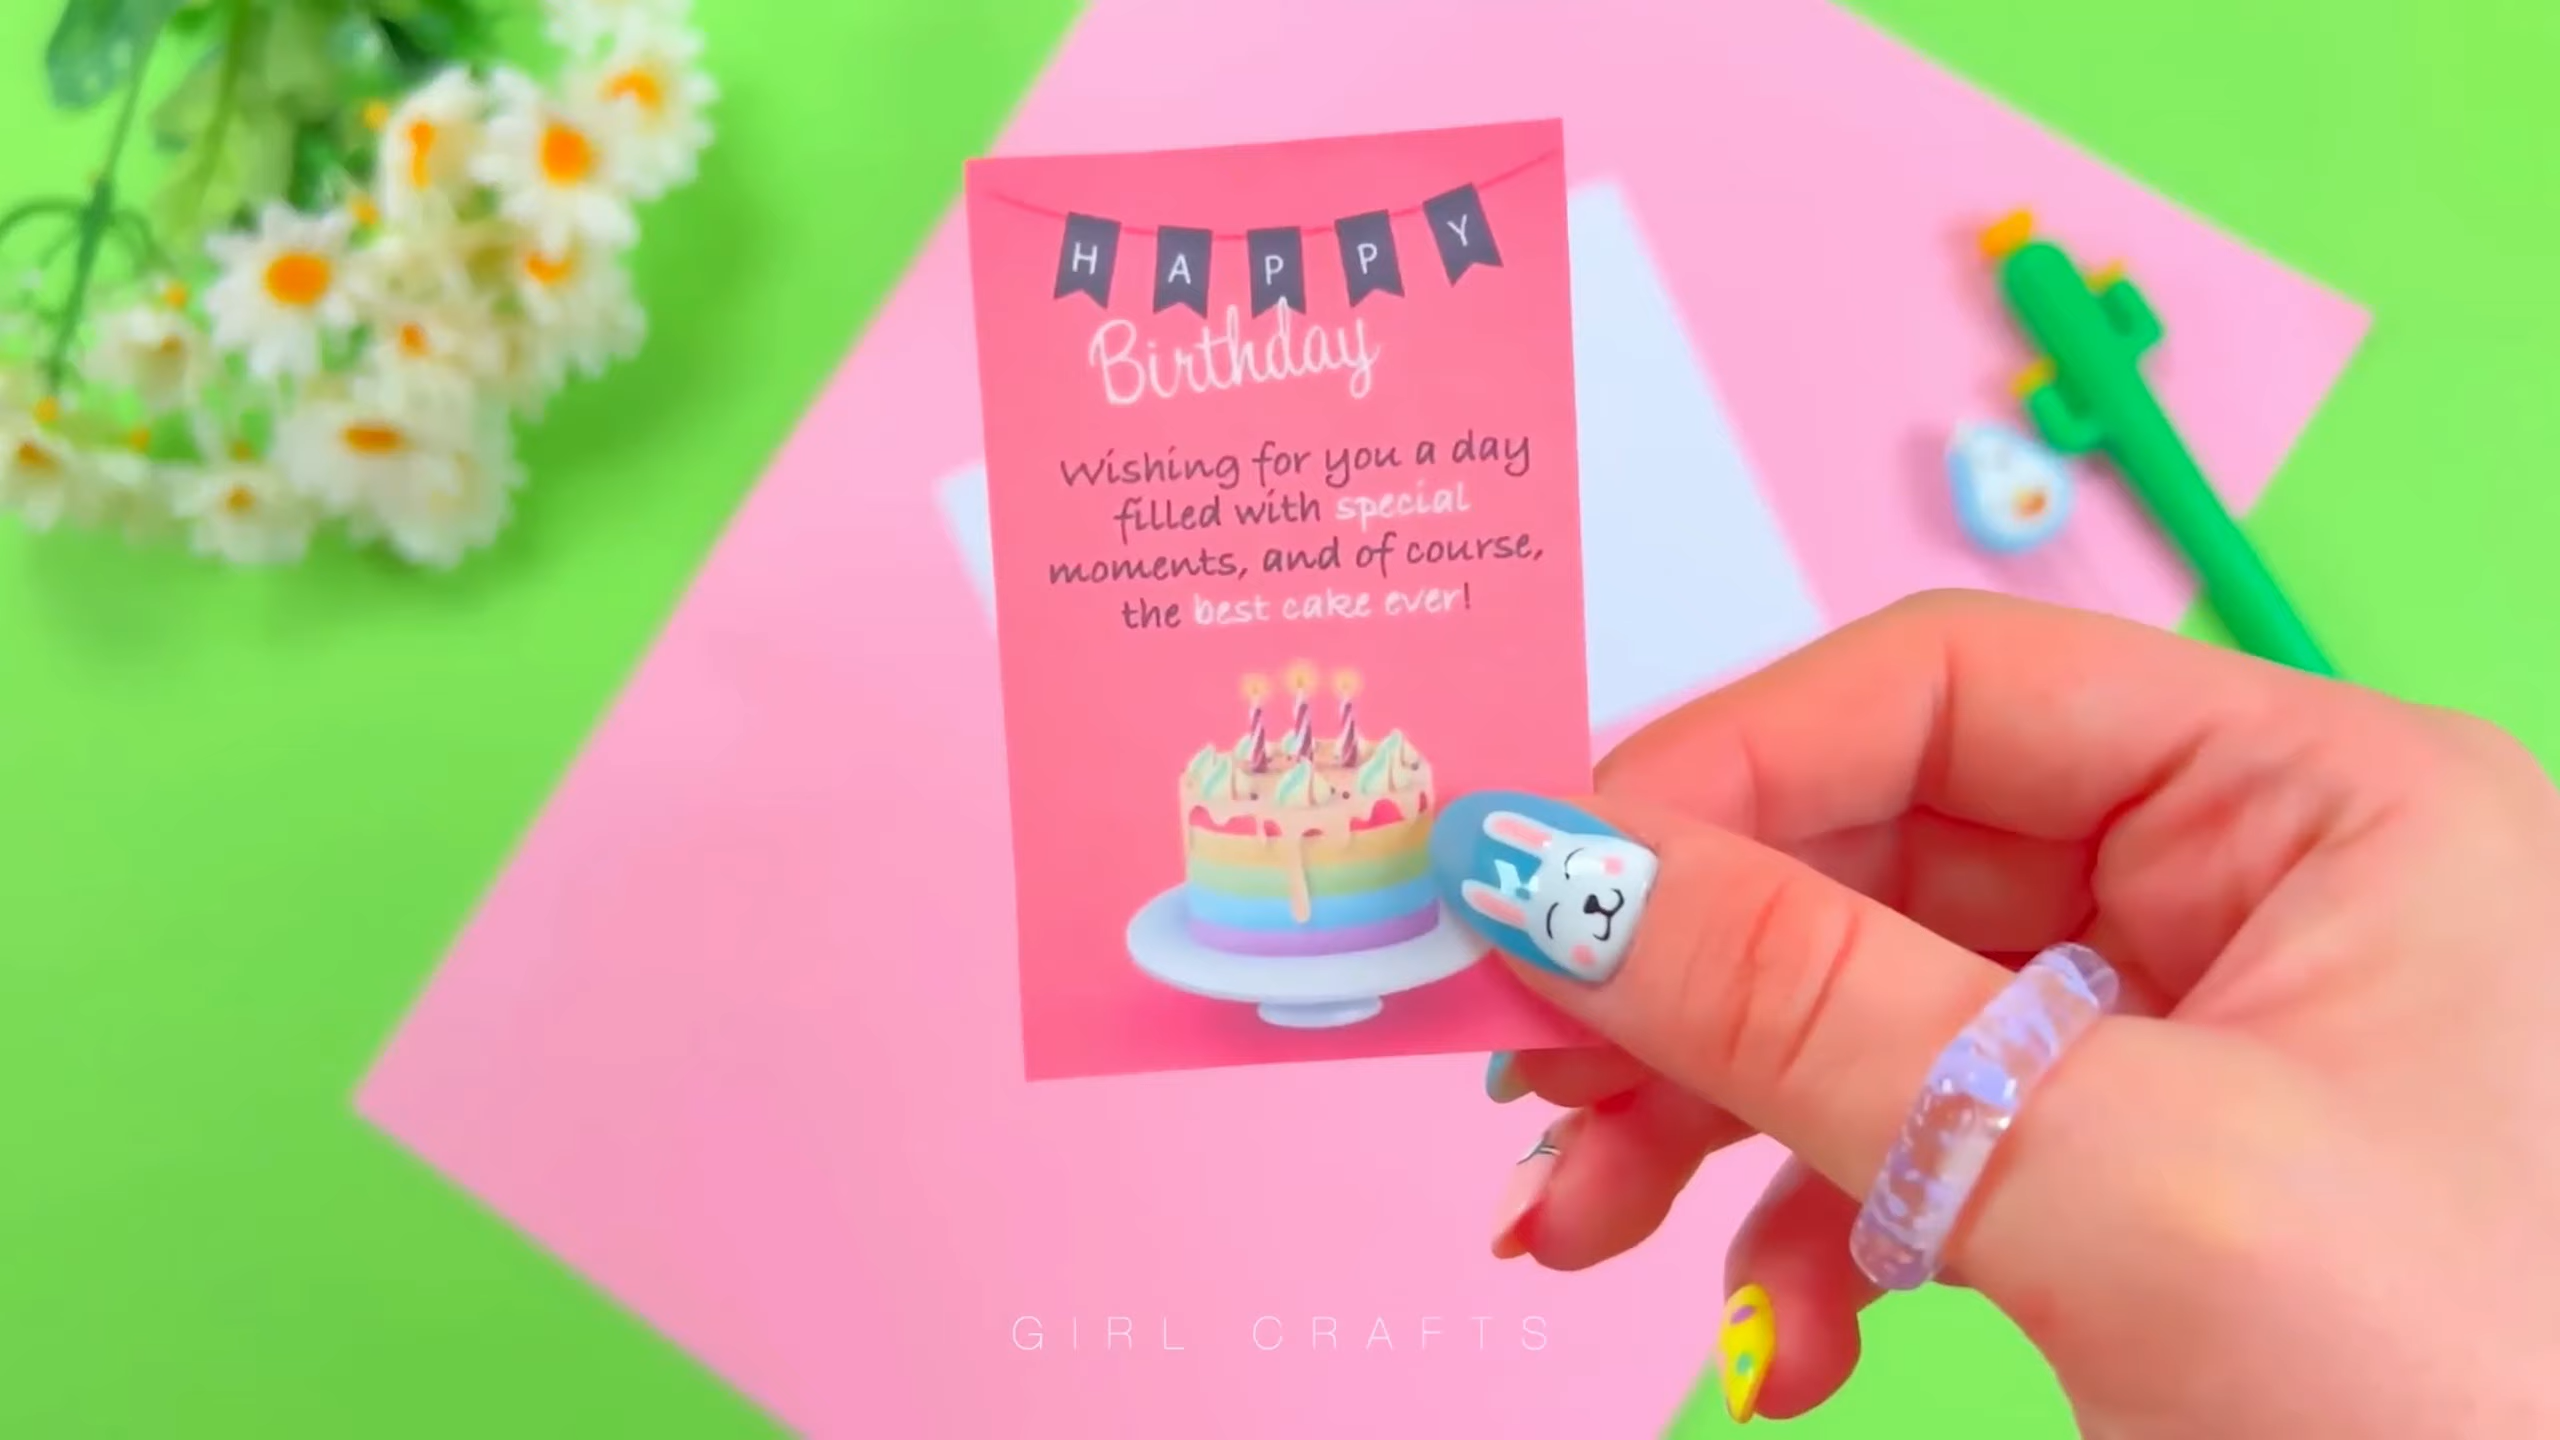 HAPPY
Birthday
Wishing for you a day
filled with special
moments, and of course,
the best cake ever!
GIRL CRAFTS